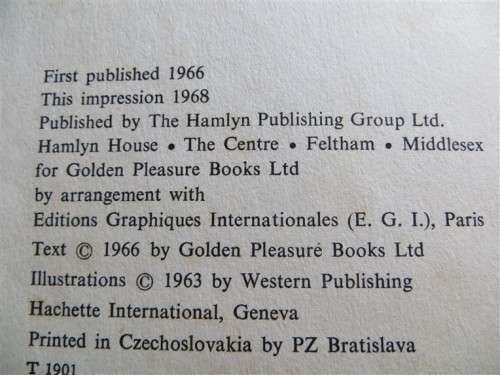 First published 1966
This impression 1968
Published by The Hamlyn Publishing Group Ltd.
Hamlyn House • The Centre • Feltham • Middlesex
for Golden Pleasure Books Ltd
by arrangement with
Editions Graphiques Internationales (E. G. I.), Paris
Text © 1966 by Golden Pleasure Books Ltd
Illustrations © 1963 by Western Publishing
Hachette International, Geneva
Printed in Czechoslovakia by PZ Bratislava
T 1901